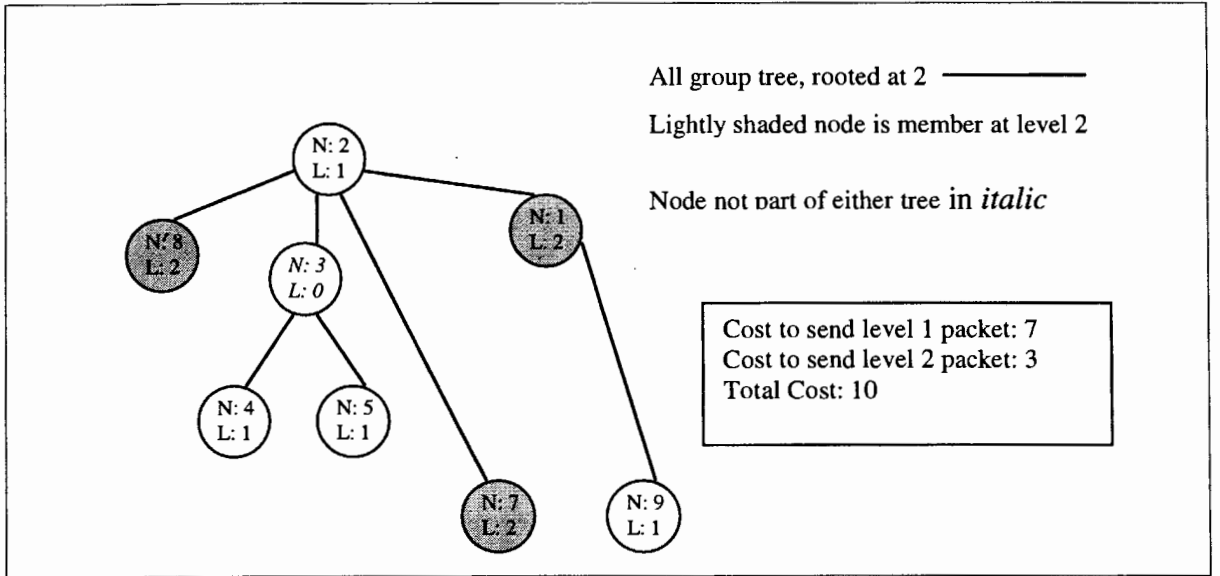 All group tree, rooted at 2
Lightly shaded node is member at level 2
Node not part of either tree in italic
N: 2
L: 1
N: 8
L: 2
N: 3
L: 0
N: 1
L: 2
N: 4
L: 1
N: 5
L: 1
N: 7
L: 2
N: 9
L: 1
Cost to send level 1 packet: 7
Cost to send level 2 packet: 3
Total Cost: 10